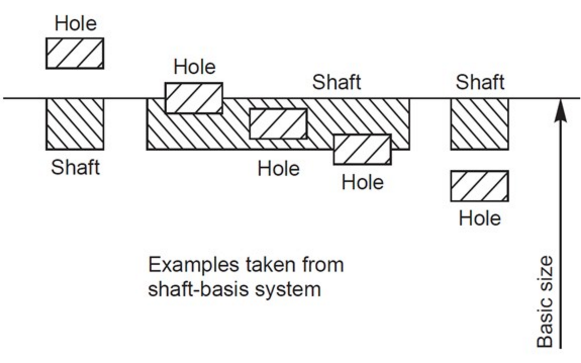 Hole
Hole
Shaft
Shaft
Shaft
Hole
Hole
Hole
Examples taken from
shaft-basis system
Basic size